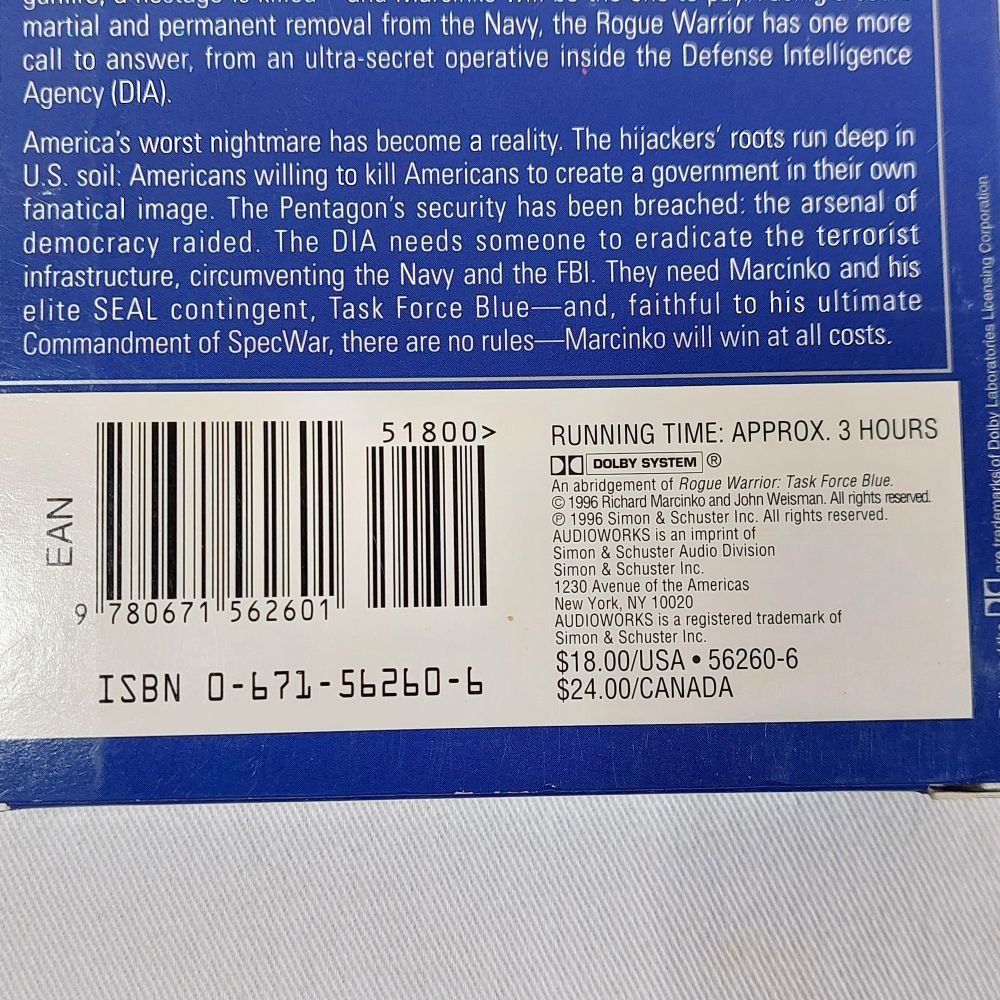 martial and permanent removal from the Navy, the Rogue Warrior has one more
call to answer, from an ultra-secret operative inside the Defense Intelligence
Agency (DIA).
America's worst nightmare has become a reality. The hijackers' roots run deep in
U.S. soil: Americans willing to kill Americans to create a government in their own
fanatical image. The Pentagon's security has been breached: the arsenal of
democracy raided. The DIA needs someone to eradicate the terrorist
infrastructure, circumventing the Navy and the FBI. They need Marcinko and his
elite SEAL contingent, Task Force Blue—and, faithful to his ultimate
Commandment of SpecWar, there are no rules—Marcinko will win at all costs.
EAN
51800>
9 780671 562601
ISBN 0-671-56260-6
RUNNING TIME: APPROX. 3 HOURS
DOLBY SYSTEM ®
An abridgement of Rogue Warrior: Task Force Blue.
© 1996 Richard Marcinko and John Weisman. All rights reserved.
℗ 1996 Simon & Schuster Inc. All rights reserved.
AUDIOWORKS is an imprint of
Simon & Schuster Audio Division
Simon & Schuster Inc.
1230 Avenue of the Americas
New York, NY 10020
AUDIOWORKS is a registered trademark of
Simon & Schuster Inc.
$18.00/USA • 56260-6
$24.00/CANADA
are trademarks of Dolby Laboratories Licensing Corporation